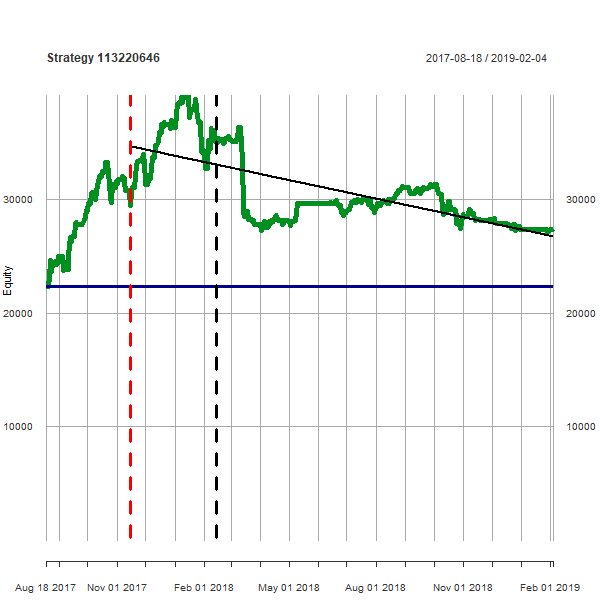 Strategy 113220646
2017-08-18 / 2019-02-04
30000
30000
Equity
20000
20000
10000
10000
Aug 18 2017
Nov 01 2017
Feb 01 2018
May 01 2018
Aug 01 2018
Nov 01 2018
Feb 01 2019